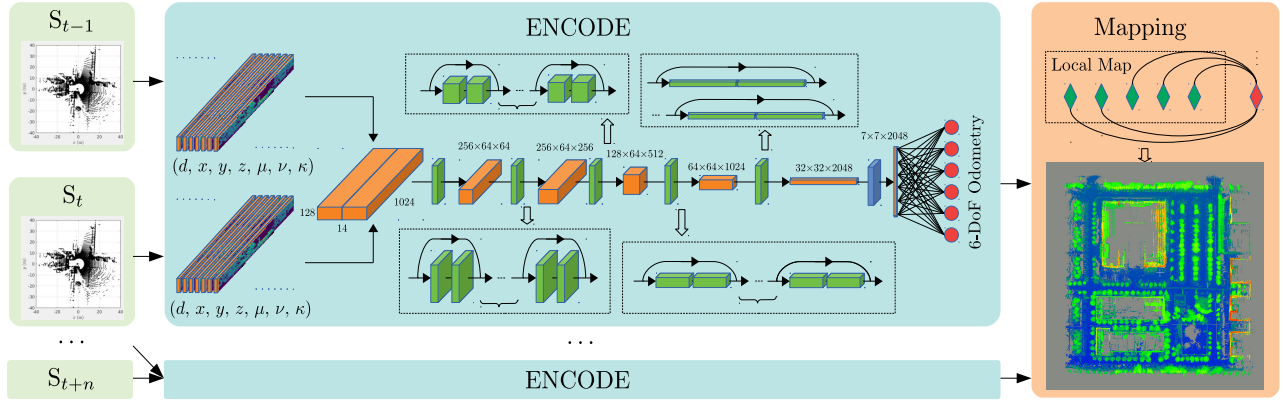 S_{t−1}
S_t
...
S_{t+n}
ENCODE
(d, x, y, z, μ, ν, κ)
(d, x, y, z, μ, ν, κ)
128
14
1024
256×64×64
256×64×256
128×64×512
64×64×1024
32×32×2048
7×7×2048
6-DoF Odometry
...
ENCODE
Mapping
Local Map